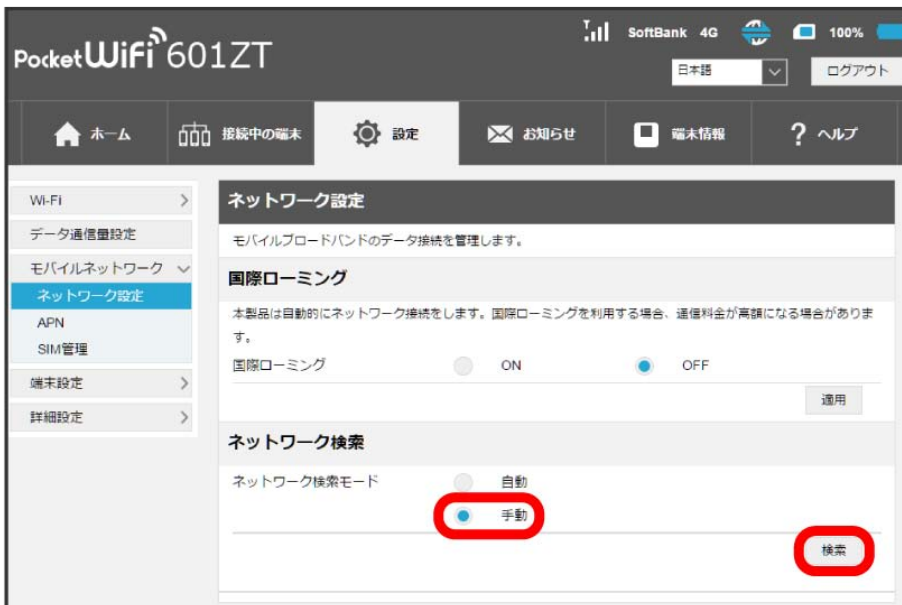 Pocket WiFi 601ZT
SoftBank 4G 100%
日本語 ログアウト
ホーム 接続中の端末 設定 お知らせ 端末情報 ? ヘルプ
Wi-Fi
データ通信量設定
モバイルネットワーク
ネットワーク設定
APN
SIM管理
端末設定
詳細設定
ネットワーク設定
モバイルブロードバンドのデータ接続を管理します。
国際ローミング
本製品は自動的にネットワーク接続をします。国際ローミングを利用する場合、通信料金が高額になる場合がありま
す。
国際ローミング ON OFF
適用
ネットワーク検索
ネットワーク検索モード 自動
手動
検索